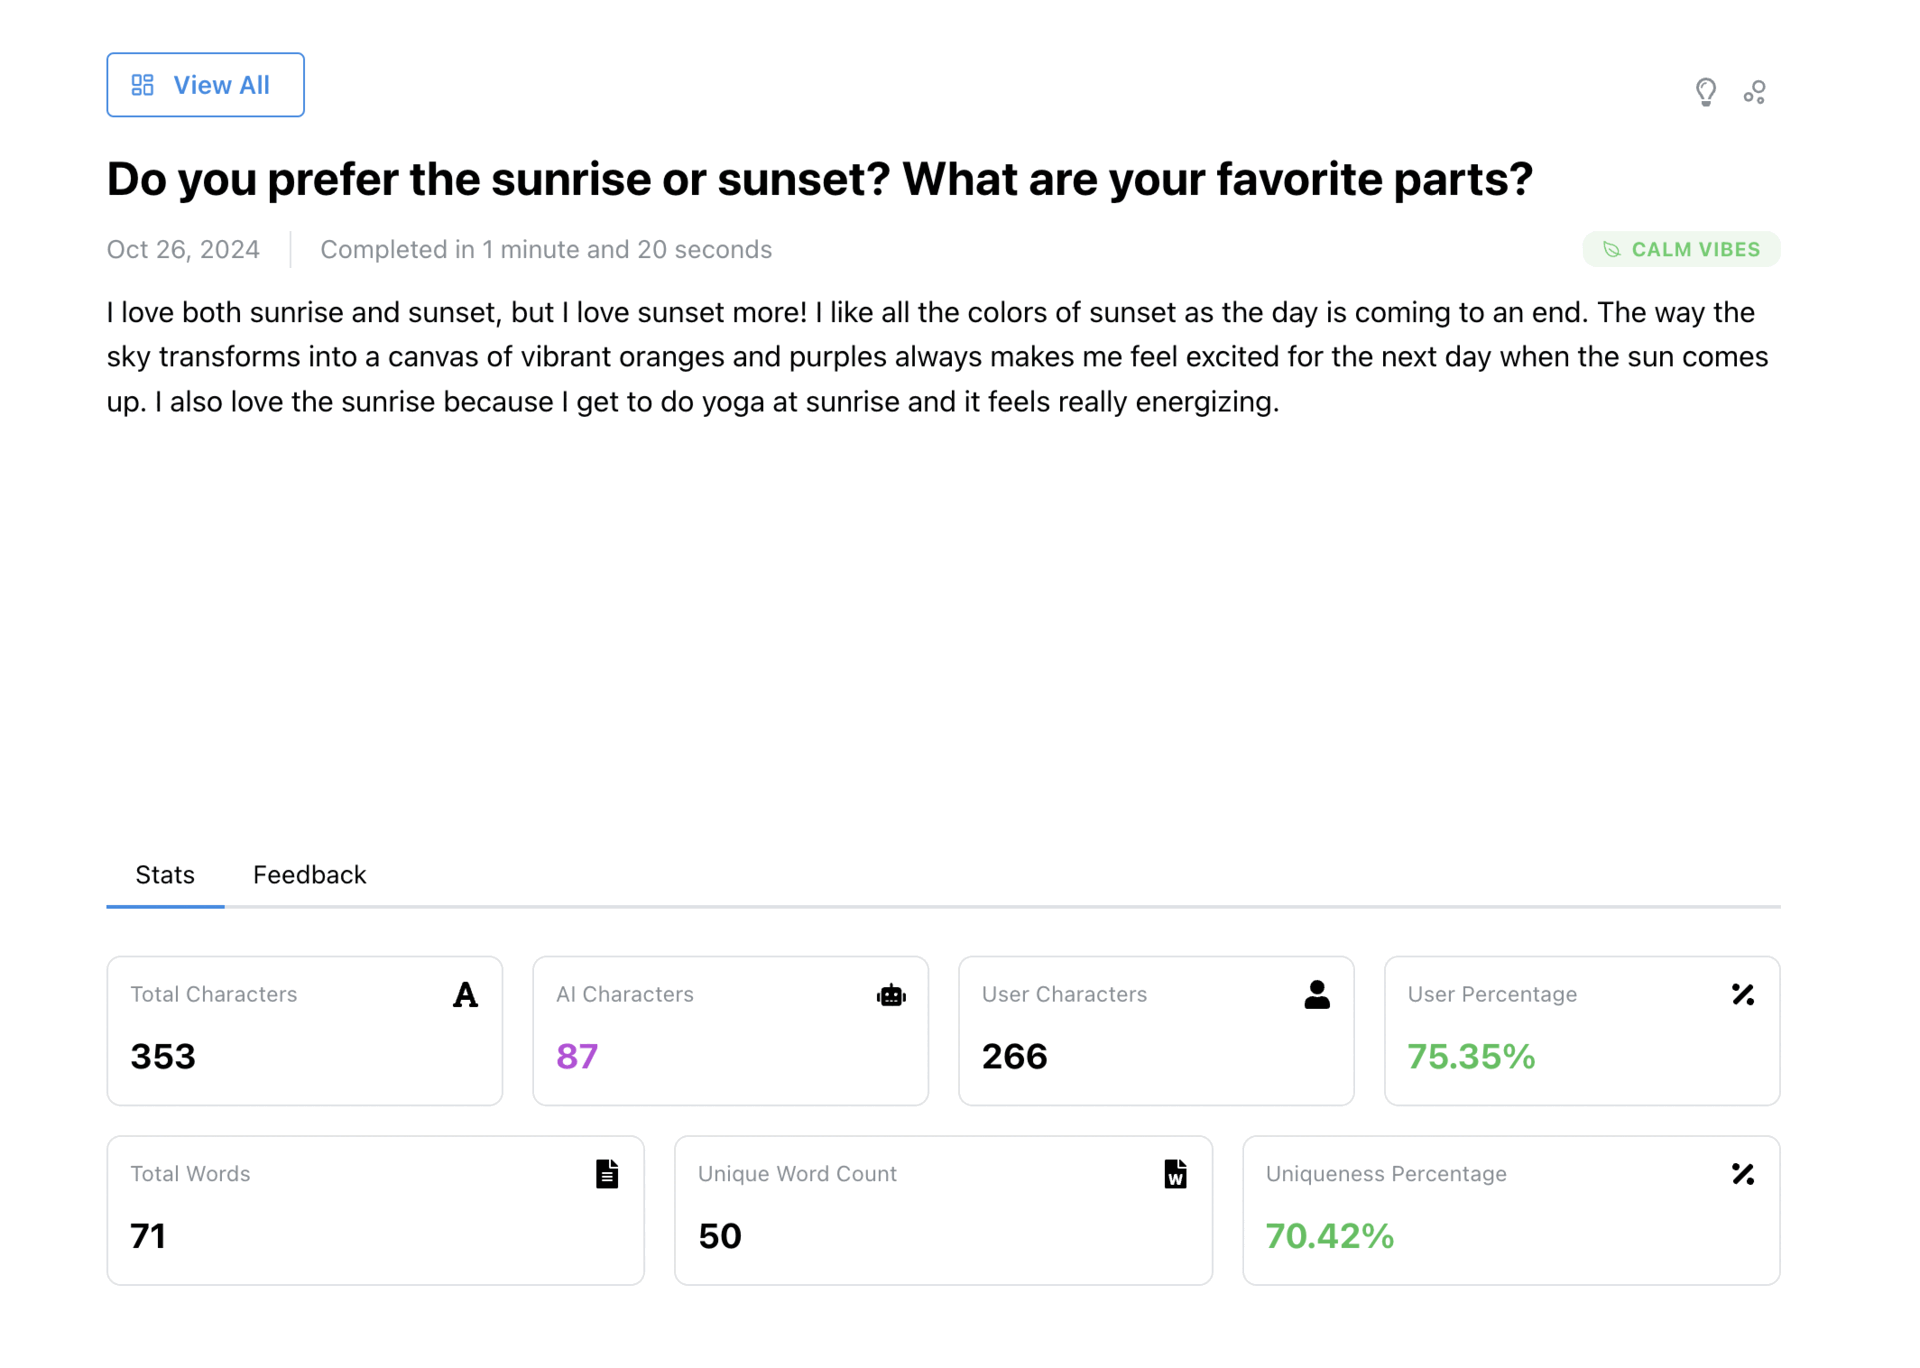 View All
Do you prefer the sunrise or sunset? What are your favorite parts?
Oct 26, 2024
Completed in 1 minute and 20 seconds
CALM VIBES
I love both sunrise and sunset, but I love sunset more! I like all the colors of sunset as the day is coming to an end. The way the
sky transforms into a canvas of vibrant oranges and purples always makes me feel excited for the next day when the sun comes
up. I also love the sunrise because I get to do yoga at sunrise and it feels really energizing.
Stats
Feedback
Total Characters
353
AI Characters
87
User Characters
266
User Percentage
75.35%
Total Words
71
Unique Word Count
50
Uniqueness Percentage
70.42%